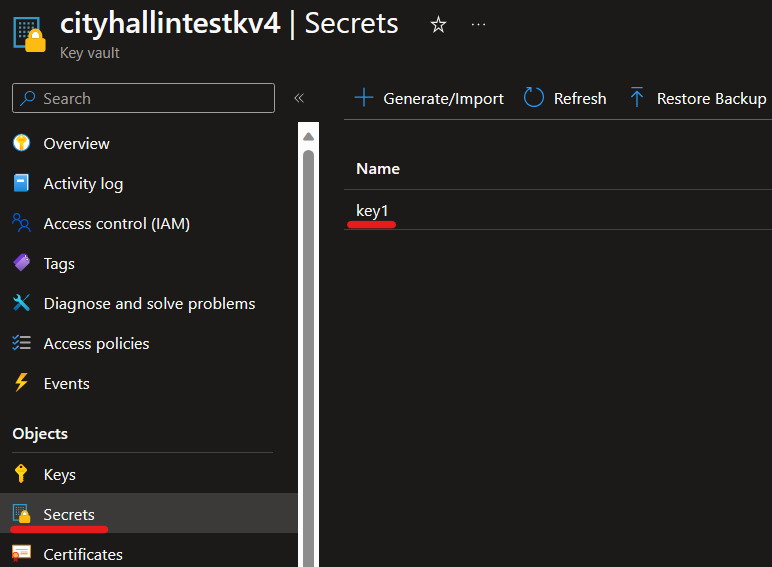 cityhallintestkv4 | Secrets
Key vault
Search
Generate/Import Refresh Restore Backup
Overview
Activity log
Access control (IAM)
Tags
Diagnose and solve problems
Access policies
Events
Objects
Keys
Secrets
Certificates
Name
key1